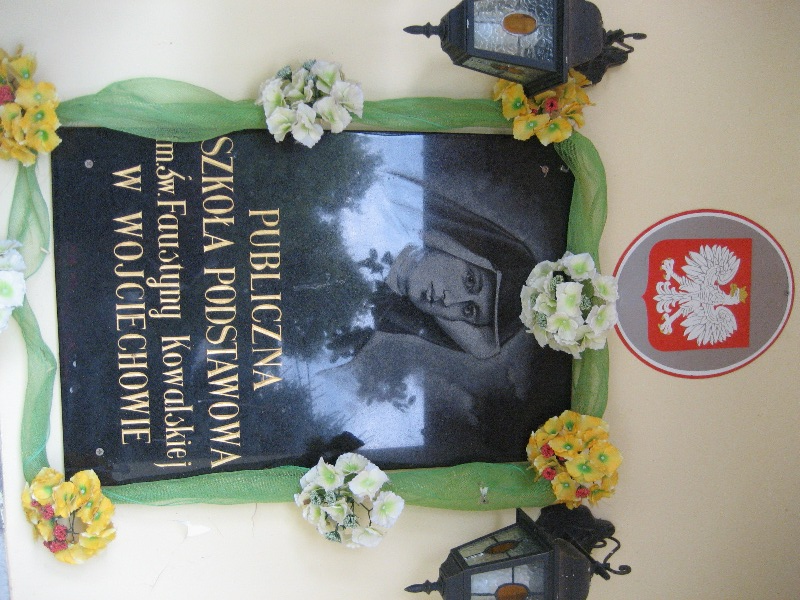 PUBLICZNA
SZKOŁA PODSTAWOWA
im. Św. Faustyny Kowalskiej
W WOJCIECHOWIE